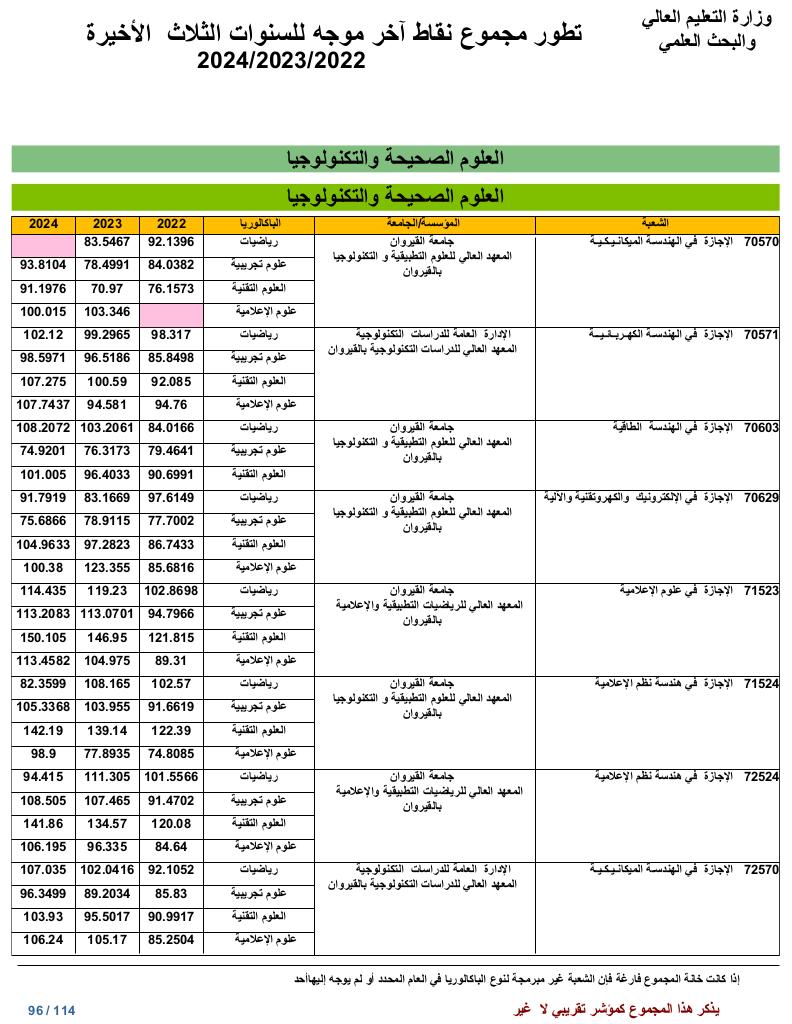 وزارة التعليم العالي
والبحث العلمي
تطور مجموع نقاط آخر موجه للسنوات الثلاث الأخيرة
2024/2023/2022
العلوم الصحيحة والتكنولوجيا
العلوم الصحيحة والتكنولوجيا
الشعبة المؤسسة/الجامعة الباكالوريا 2022 2023 2024
70570 الإجازة في الهندسة الميكانيكية جامعة القيروان رياضيات 92.1396 83.5467
المعهد العالي للعلوم التطبيقية و التكنولوجيا
بالقيروان
علوم تجريبية 84.0382 78.4991 93.8104
العلوم التقنية 76.1573 70.97 91.1976
علوم الإعلامية 103.346 100.015
70571 الإجازة في الهندسة الكهربائية الإدارة العامة للدراسات التكنولوجية رياضيات 98.317 99.2965 102.12
المعهد العالي للدراسات التكنولوجية بالقيروان
علوم تجريبية 85.8498 96.5186 98.5971
العلوم التقنية 92.085 100.59 107.275
علوم الإعلامية 94.76 94.581 107.7437
70603 الإجازة في الهندسة الطاقية جامعة القيروان رياضيات 84.0166 103.2061 108.2072
المعهد العالي للعلوم التطبيقية و التكنولوجيا
بالقيروان
علوم تجريبية 79.4641 76.3173 74.9201
العلوم التقنية 90.6991 96.4033 101.005
70629 الإجازة في الإلكترونيك والكهروتقنية والآلية جامعة القيروان رياضيات 97.6149 83.1669 91.7919
المعهد العالي للعلوم التطبيقية و التكنولوجيا
بالقيروان
علوم تجريبية 77.7002 78.9115 75.6866
العلوم التقنية 86.7433 97.2823 104.9633
علوم الإعلامية 85.6816 123.355 100.38
71523 الإجازة في علوم الإعلامية جامعة القيروان رياضيات 102.8698 119.23 114.435
المعهد العالي للرياضيات التطبيقية والإعلامية
بالقيروان
علوم تجريبية 94.7966 113.0701 113.2083
العلوم التقنية 121.815 146.95 150.105
علوم الإعلامية 89.31 104.975 113.4582
71524 الإجازة في هندسة نظم الإعلامية جامعة القيروان رياضيات 102.57 108.165 82.3599
المعهد العالي للعلوم التطبيقية و التكنولوجيا
بالقيروان
علوم تجريبية 91.6619 103.955 105.3368
العلوم التقنية 122.39 139.14 142.19
علوم الإعلامية 74.8085 77.8935 98.9
72524 الإجازة في هندسة نظم الإعلامية جامعة القيروان رياضيات 101.5566 111.305 94.415
المعهد العالي للرياضيات التطبيقية والإعلامية
بالقيروان
علوم تجريبية 91.4702 107.465 108.505
العلوم التقنية 120.08 134.57 141.86
علوم الإعلامية 84.64 96.335 106.195
72570 الإجازة في الهندسة الميكانيكية الإدارة العامة للدراسات التكنولوجية رياضيات 92.1052 102.0416 107.035
المعهد العالي للدراسات التكنولوجية بالقيروان
علوم تجريبية 85.83 89.2034 96.3499
العلوم التقنية 90.9917 95.5017 103.93
علوم الإعلامية 85.2504 105.17 106.24
إذا كانت خانة المجموع فارغة فإن الشعبة غير مبرمجة لنوع الباكالوريا في العام المحدد أو لم يوجه إليهاأحد
يذكر هذا المجموع كمؤشر تقريبي لا غير
96 / 114